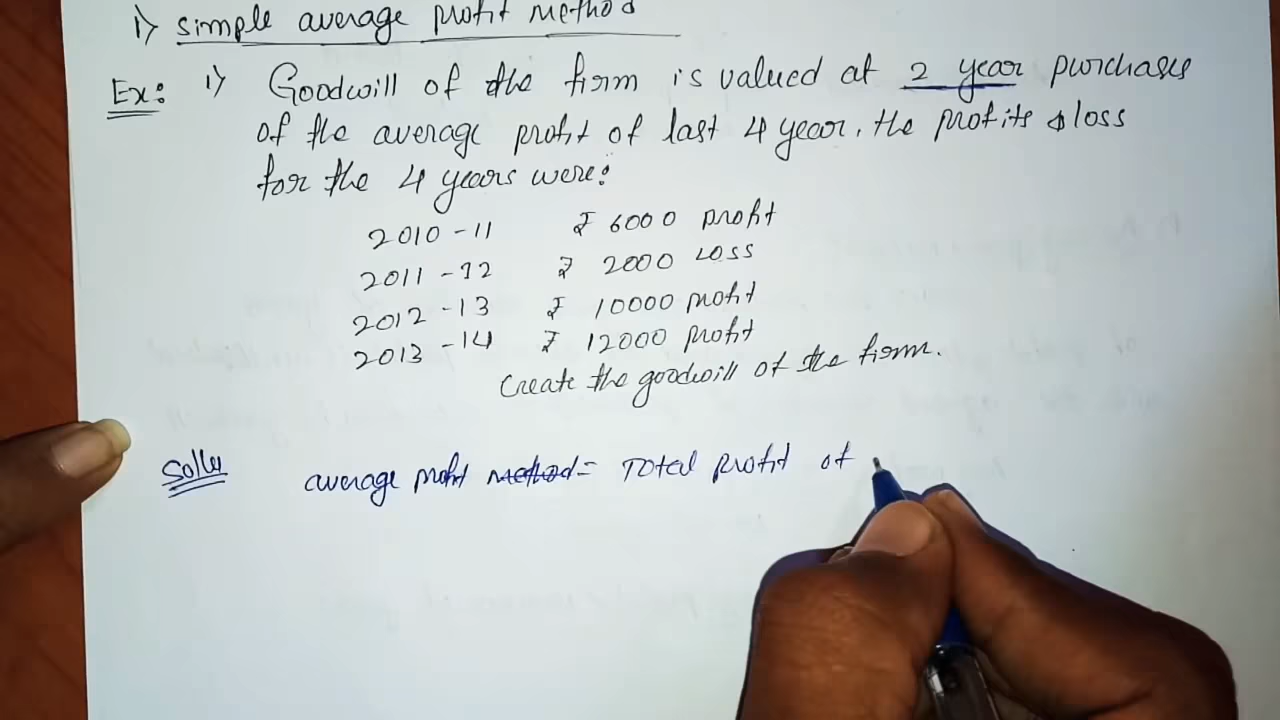 1) simple average profit method
Ex: 1) Goodwill of the firm is valued at 2 year purchases
of the average profit of last 4 year. the profits & loss
for the 4 years were:
2010 - 11 ₹ 6000 profit
2011 - 12 ₹ 2000 Loss
2012 - 13 ₹ 10000 profit
2013 - 14 ₹ 12000 profit
Create the goodwill of the firm.
average profit method = Total profit of